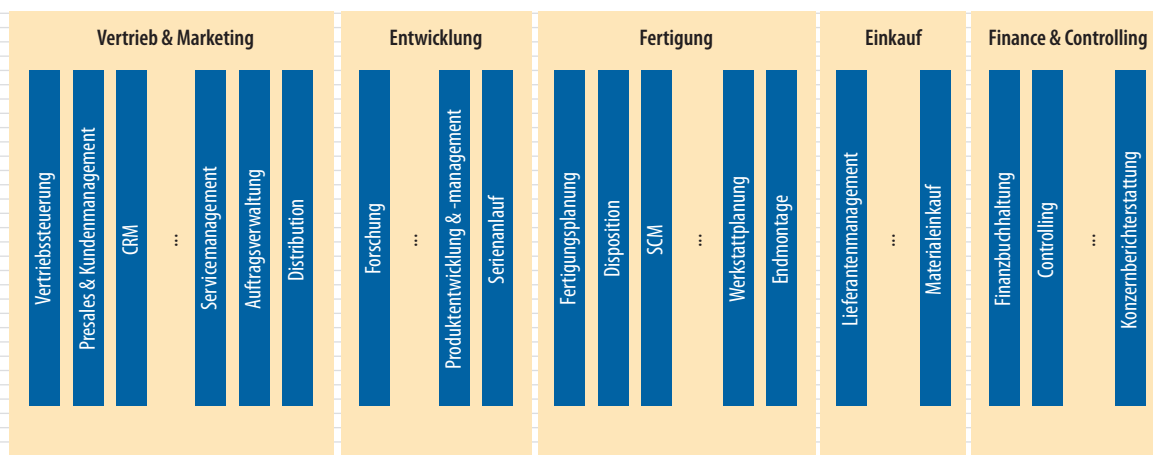 Vertrieb & Marketing
Vertriebssteuerung
Presales & Kundenmanagement
CRM
...
Servicemanagement
Auftragsverwaltung
Distribution
Entwicklung
Forschung
...
Produktentwicklung & -management
Serienanlauf
Fertigung
Fertigungsplanung
Disposition
SCM
...
Werkstattplanung
Endmontage
Einkauf
Lieferantenmanagement
...
Materialeinkauf
Finance & Controlling
Finanzbuchhaltung
Controlling
...
Konzernberichterstattung